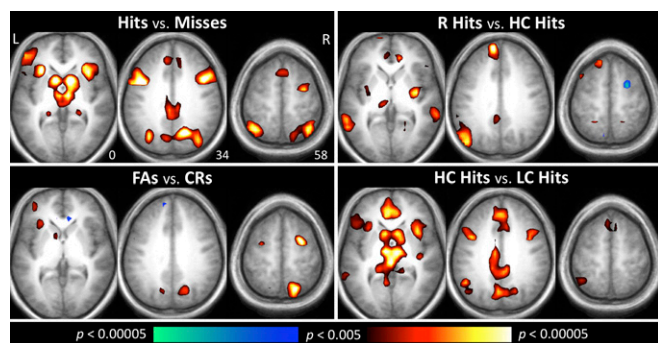 Hits vs. Misses
L
R
0
34
58
R Hits vs. HC Hits
FAs vs. CRs
HC Hits vs. LC Hits
p < 0.00005
p < 0.005
p < 0.00005